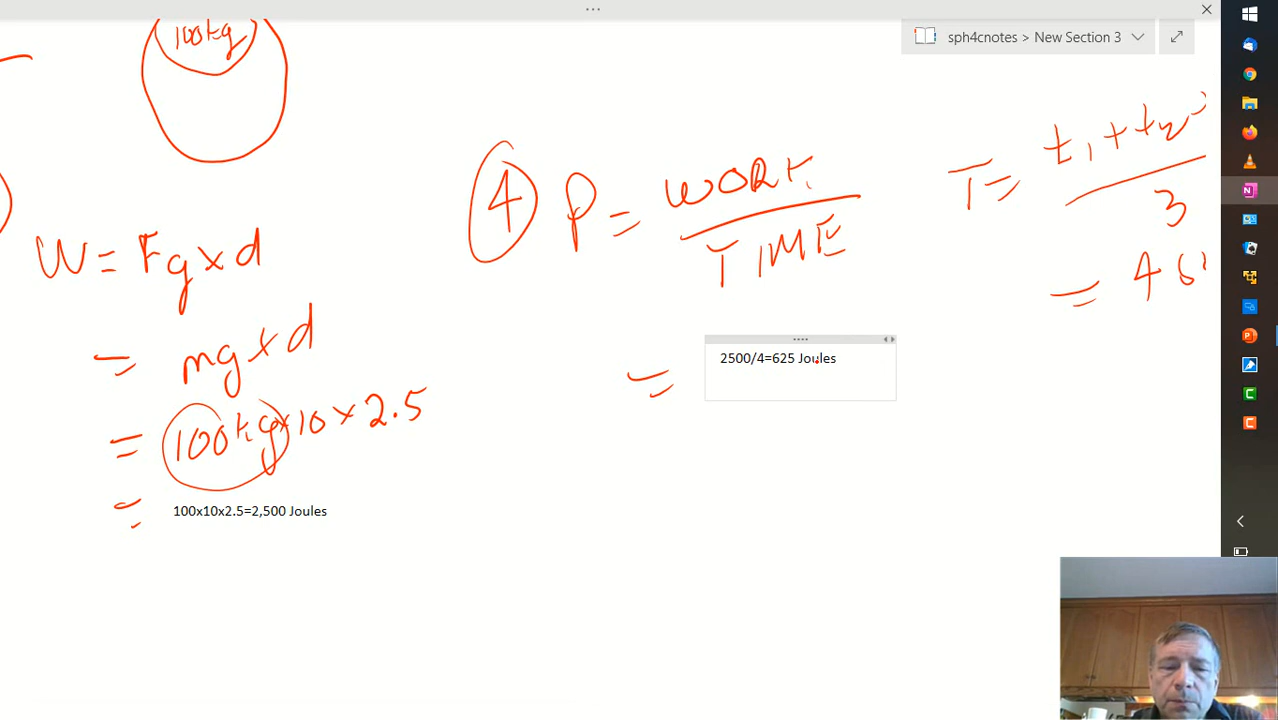 100kg
sph4cnotes > New Section 3
W = Fg x d
= mg x d
= 100kg x 10 x 2.5
=
100x10x2.5=2,500 Joules
4 P = WORK
TIME
=
2500/4=625 Joules
T = t1 + t2
3
= 4